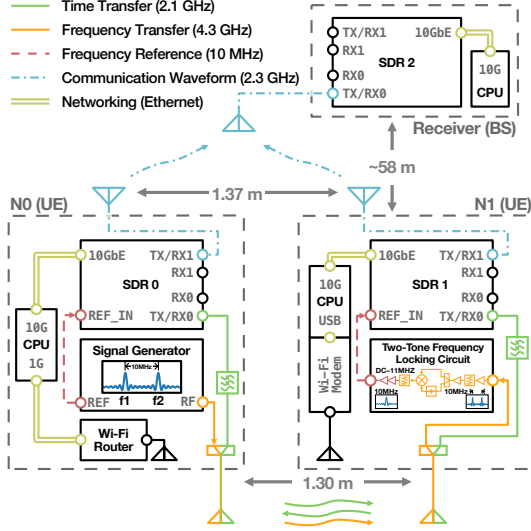 Time Transfer (2.1 GHz)
Frequency Transfer (4.3 GHz)
Frequency Reference (10 MHz)
Communication Waveform (2.3 GHz)
Networking (Ethernet)
TX/RX1
RX1
RX0
TX/RX0
SDR 2
10GbE
10G
CPU
Receiver (BS)
~58 m
1.37 m
N0 (UE)
10GbE
TX/RX1
RX1
SDR 0
RX0
REF_IN
TX/RX0
10G
CPU
1G
Signal Generator
10MHz
f1
f2
REF
RF
Wi-Fi
Router
N1 (UE)
10GbE
TX/RX1
RX1
SDR 1
RX0
REF_IN
TX/RX0
10G
CPU
USB
Wi-Fi
Modem
Two-Tone Frequency
Locking Circuit
DC-11MHZ
10MHz
10MHz
1.30 m